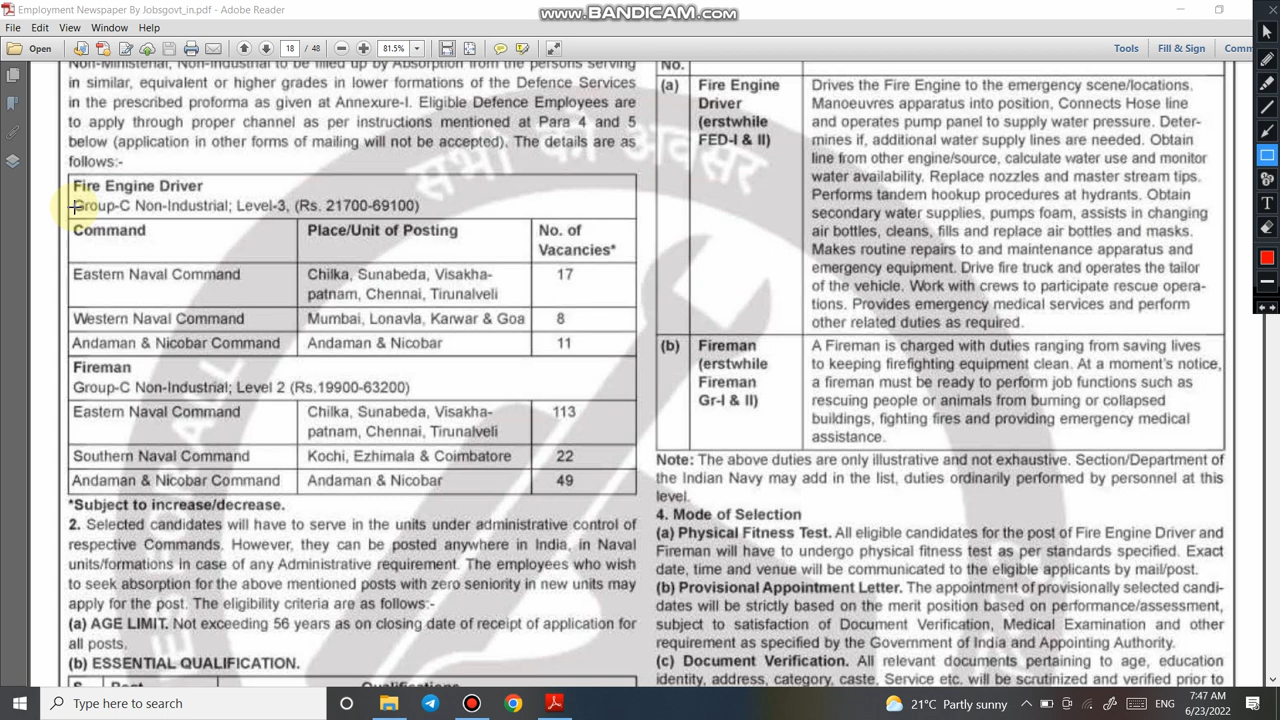 Employment Newspaper By Jobsgovt_in.pdf - Adobe Reader
www.BANDICAM.com
File Edit View Window Help
Open 18 / 48 81.5% Tools Fill & Sign Comm
Non-Ministerial, Non-Industrial to be filled up by Absorption from the persons serving
in similar, equivalent or higher grades in lower formations of the Defence Services
in the prescribed proforma as given at Annexure-I. Eligible Defence Employees are
to apply through proper channel as per instructions mentioned at Para 4 and 5
below (application in other forms of mailing will not be accepted). The details are as
follows:-
Fire Engine Driver
Group-C Non-Industrial; Level-3, (Rs. 21700-69100)
Command Place/Unit of Posting No. of
Vacancies*
Eastern Naval Command Chilka, Sunabeda, Visakha- 17
patnam, Chennai, Tirunalveli
Western Naval Command Mumbai, Lonavla, Karwar & Goa 8
Andaman & Nicobar Command Andaman & Nicobar 11
Fireman
Group-C Non-Industrial; Level 2 (Rs.19900-63200)
Eastern Naval Command Chilka, Sunabeda, Visakha- 113
patnam, Chennai, Tirunalveli
Southern Naval Command Kochi, Ezhimala & Coimbatore 22
Andaman & Nicobar Command Andaman & Nicobar 49
*Subject to increase/decrease.
2. Selected candidates will have to serve in the units under administrative control of
respective Commands. However, they can be posted anywhere in India, in Naval
units/formations in case of any Administrative requirement. The employees who wish
to seek absorption for the above mentioned posts with zero seniority in new units may
apply for the post. The eligibility criteria are as follows:-
(a) AGE LIMIT. Not exceeding 56 years as on closing date of receipt of application for
all posts.
(b) ESSENTIAL QUALIFICATION.
S Post Qualifications
No.
(a) Fire Engine Drives the Fire Engine to the emergency scene/locations.
Driver Manoeuvres apparatus into position, Connects Hose line
(erstwhile and operates pump panel to supply water pressure. Deter-
FED-I & II) mines if, additional water supply lines are needed. Obtain
line from other engine/source, calculate water use and monitor
water availability. Replace nozzles and master stream tips.
Performs tandem hookup procedures at hydrants. Obtain
secondary water supplies, pumps foam, assists in changing
air bottles, cleans, fills and replace air bottles and masks.
Makes routine repairs to and maintenance apparatus and
emergency equipment. Drive fire truck and operates the tailor
of the vehicle. Work with crews to participate rescue opera-
tions. Provides emergency medical services and perform
other related duties as required.
(b) Fireman A Fireman is charged with duties ranging from saving lives
(erstwhile to keeping firefighting equipment clean. At a moment's notice,
Fireman a fireman must be ready to perform job functions such as
Gr-I & II) rescuing people or animals from burning or collapsed
buildings, fighting fires and providing emergency medical
assistance.
Note: The above duties are only illustrative and not exhaustive. Section/Department of
the Indian Navy may add in the list, duties ordinarily performed by personnel at this
level.
4. Mode of Selection
(a) Physical Fitness Test. All eligible candidates for the post of Fire Engine Driver and
Fireman will have to undergo physical fitness test as per standards specified. Exact
date, time and venue will be communicated to the eligible applicants by mail/post.
(b) Provisional Appointment Letter. The appointment of provisionally selected candi-
dates will be strictly based on the merit position based on performance/assessment,
subject to satisfaction of Document Verification, Medical Examination and other
requirement as specified by the Government of India and Appointing Authority.
(c) Document Verification. All relevant documents pertaining to age, education
identity, address, category, caste, Service etc. will be scrutinized and verified prior to
सभी को अवसर
Type here to search
21°C Partly sunny
ENG
7:47 AM
6/23/2022